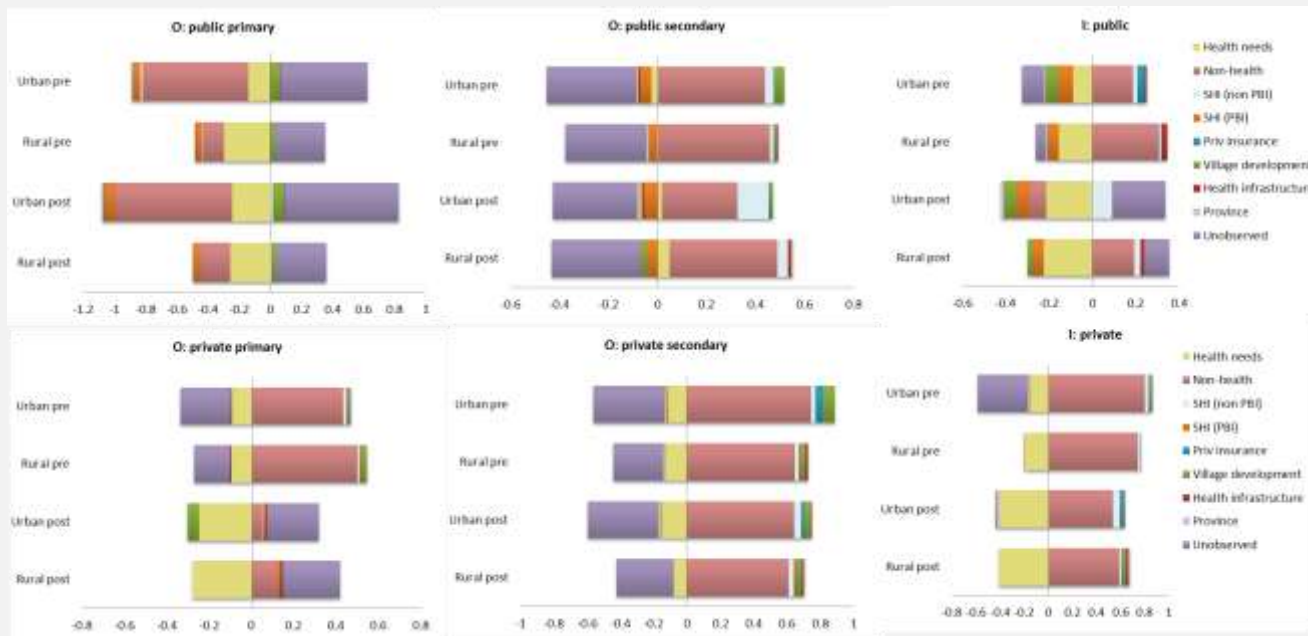 O: public primary
Urban pre
Rural pre
Urban post
Rural post
-1.2 -1 -0.8 -0.6 -0.4 -0.2 0 0.2 0.4 0.6 0.8 1
O: public secondary
Urban pre
Rural pre
Urban post
Rural post
-0.6 -0.4 -0.2 0 0.2 0.4 0.6 0.8
I: public
Urban pre
Rural pre
Urban post
Rural post
-0.6 -0.4 -0.2 0 0.2 0.4
Health needs
Non-health
SHI (non PBI)
SHI (PBI)
Priv insurance
Village development
Health infrastructure
Province
Unobserved
O: private primary
Urban pre
Rural pre
Urban post
Rural post
-0.8 -0.6 -0.4 -0.2 0 0.2 0.4 0.6 0.8
O: private secondary
Urban pre
Rural pre
Urban post
Rural post
-1 -0.8 -0.6 -0.4 -0.2 0 0.2 0.4 0.6 0.8 1
I: private
Urban pre
Rural pre
Urban post
Rural post
-0.8 -0.6 -0.4 -0.2 0 0.2 0.4 0.6 0.8 1
Health needs
Non-health
SHI (non PBI)
SHI (PBI)
Priv insurance
Village development
Health infrastructure
Province
Unobserved